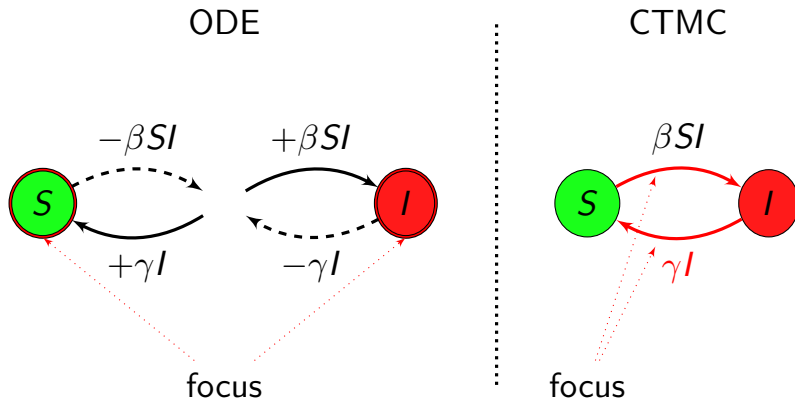 ODE
CTMC
−βSI
+βSI
βSI
S
I
S
I
+γI
−γI
γI
focus
focus